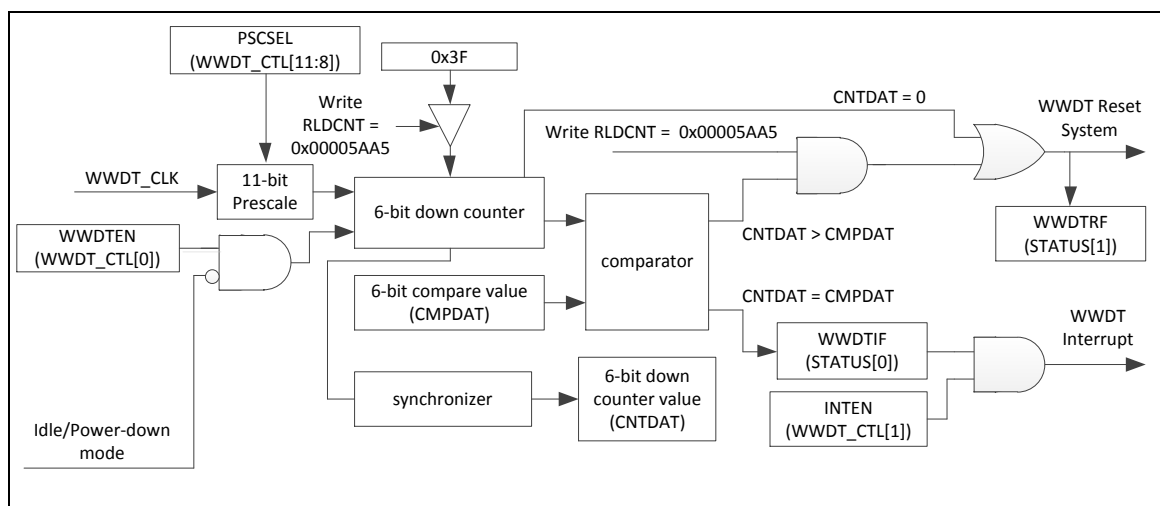 PSCSEL
(WWDT_CTL[11:8])
0x3F
Write
RLDCNT =
0x00005AA5
CNTDAT = 0
WWDT Reset
System
Write RLDCNT =  0x00005AA5
WWDT_CLK
11-bit
Prescale
6-bit down counter
WWDTEN
(WWDT_CTL[0])
comparator
CNTDAT > CMPDAT
WWDTRF
(STATUS[1])
6-bit compare value
(CMPDAT)
CNTDAT = CMPDAT
WWDTIF
(STATUS[0])
WWDT
Interrupt
synchronizer
6-bit down
counter value
(CNTDAT)
INTEN
(WWDT_CTL[1])
Idle/Power-down
mode